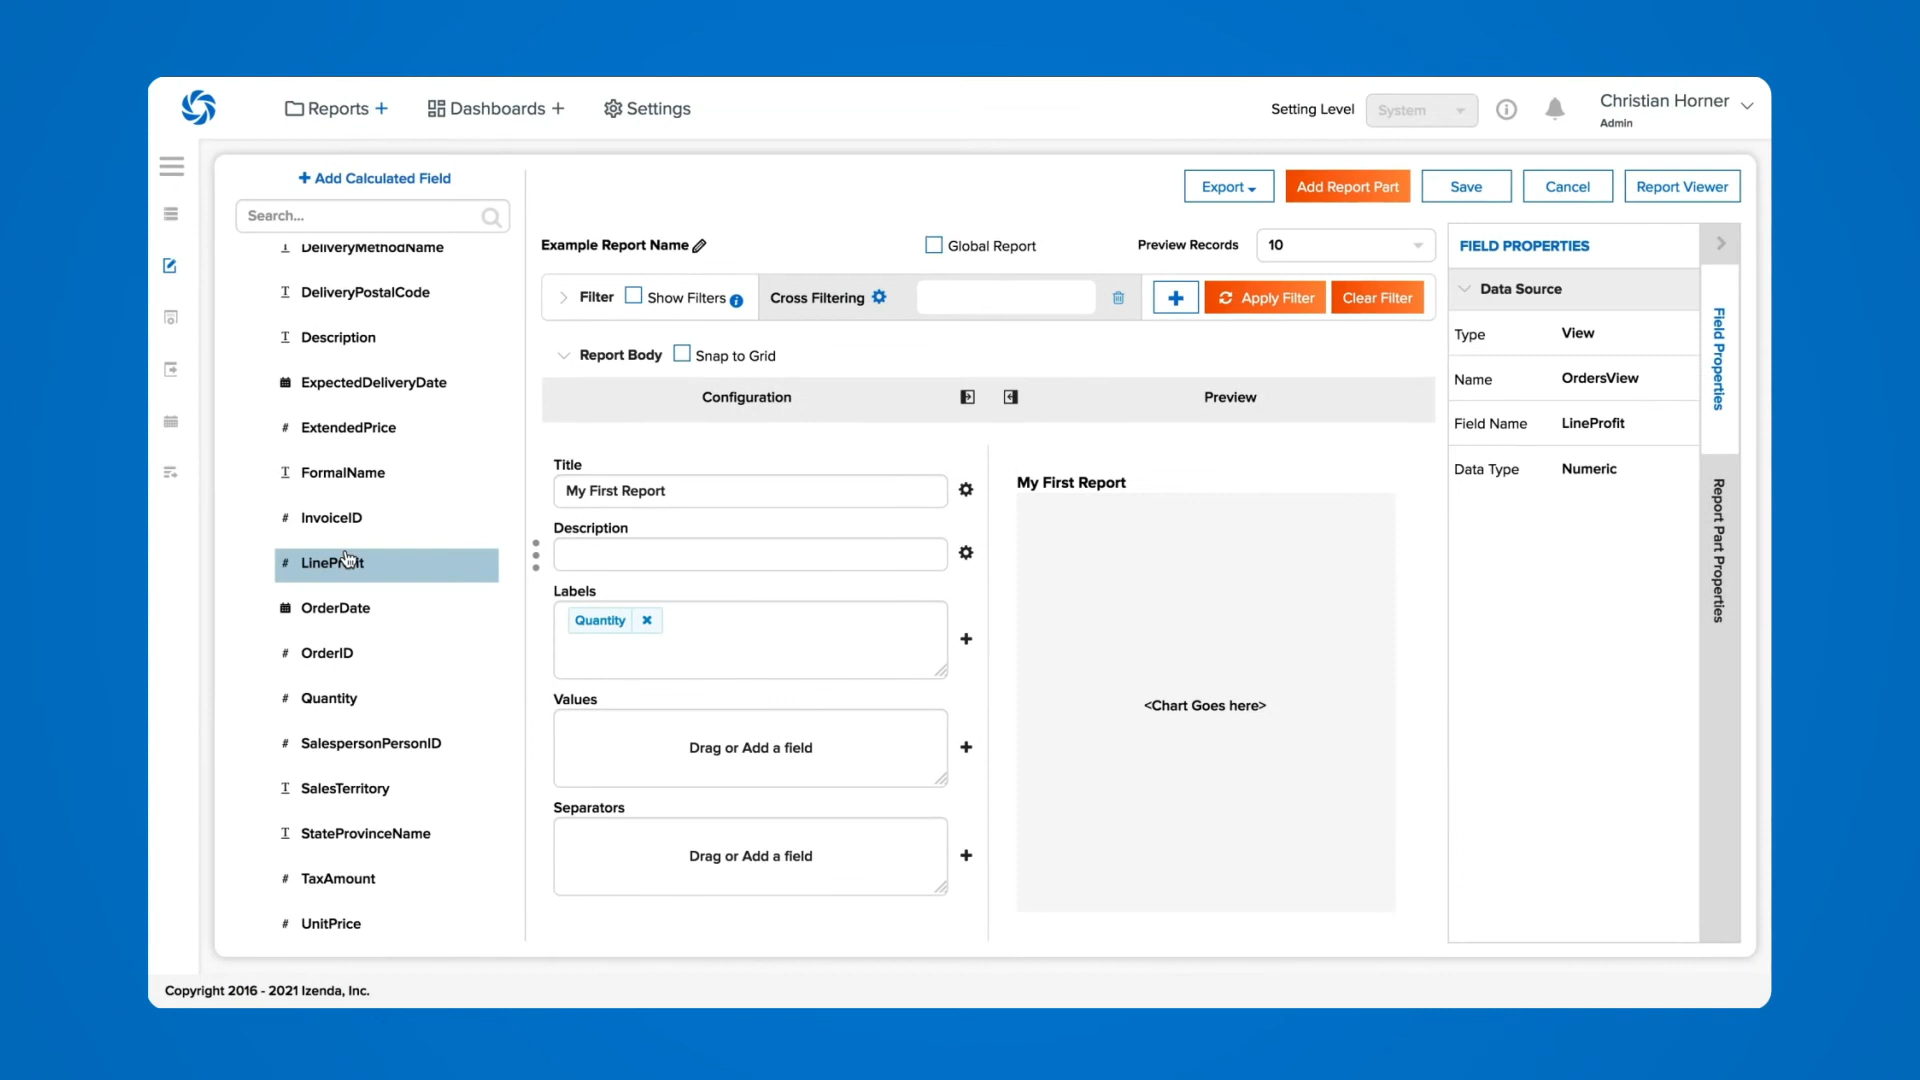 Reports +
Dashboards +
Settings
Setting Level
System
Christian Horner
Admin
+ Add Calculated Field
Search...
DeliveryMethodName
DeliveryPostalCode
Description
ExpectedDeliveryDate
# ExtendedPrice
FormalName
# InvoiceID
# LineProfit
OrderDate
# OrderID
# Quantity
# SalespersonPersonID
SalesTerritory
StateProvinceName
# TaxAmount
# UnitPrice
Export
Add Report Part
Save
Cancel
Report Viewer
Example Report Name
Global Report
Preview Records
10
Filter
Show Filters
Cross Filtering
Apply Filter
Clear Filter
Report Body
Snap to Grid
Configuration
Preview
Title
My First Report
Description
Labels
Quantity
Values
Drag or Add a field
Separators
Drag or Add a field
My First Report
<Chart Goes here>
FIELD PROPERTIES
Data Source
Type View
Name OrdersView
Field Name LineProfit
Data Type Numeric
Field Properties
Report Part Properties
Copyright 2016 - 2021 Izenda, Inc.